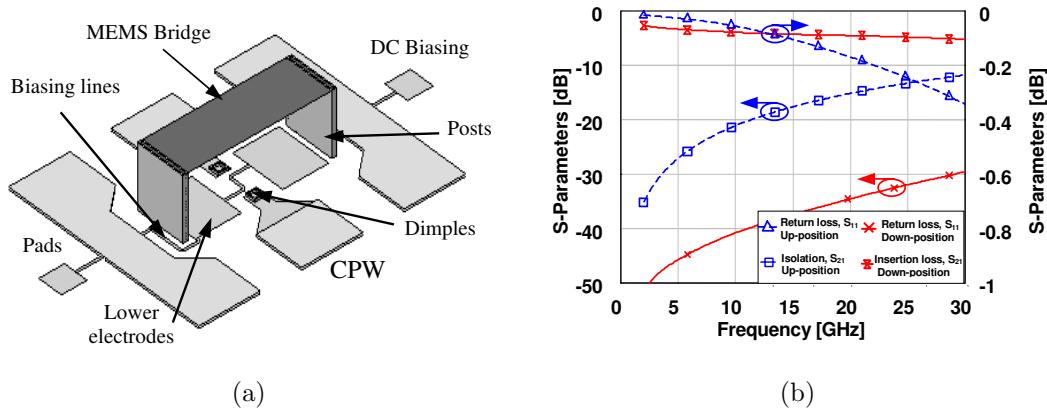 MEMS Bridge
DC Biasing
Biasing lines
Posts
Dimples
Pads
CPW
Lower
electrodes
(a)
0
-10
-20
-30
-40
-50
S-Parameters [dB]
0
-0.2
-0.4
-0.6
-0.8
-1
S-Parameters [dB]
Return loss, S11
Up-position
Return loss, S11
Down-position
Isolation, S21
Up-position
Insertion loss, S21
Down-position
0 5 10 15 20 25 30
Frequency [GHz]
(b)